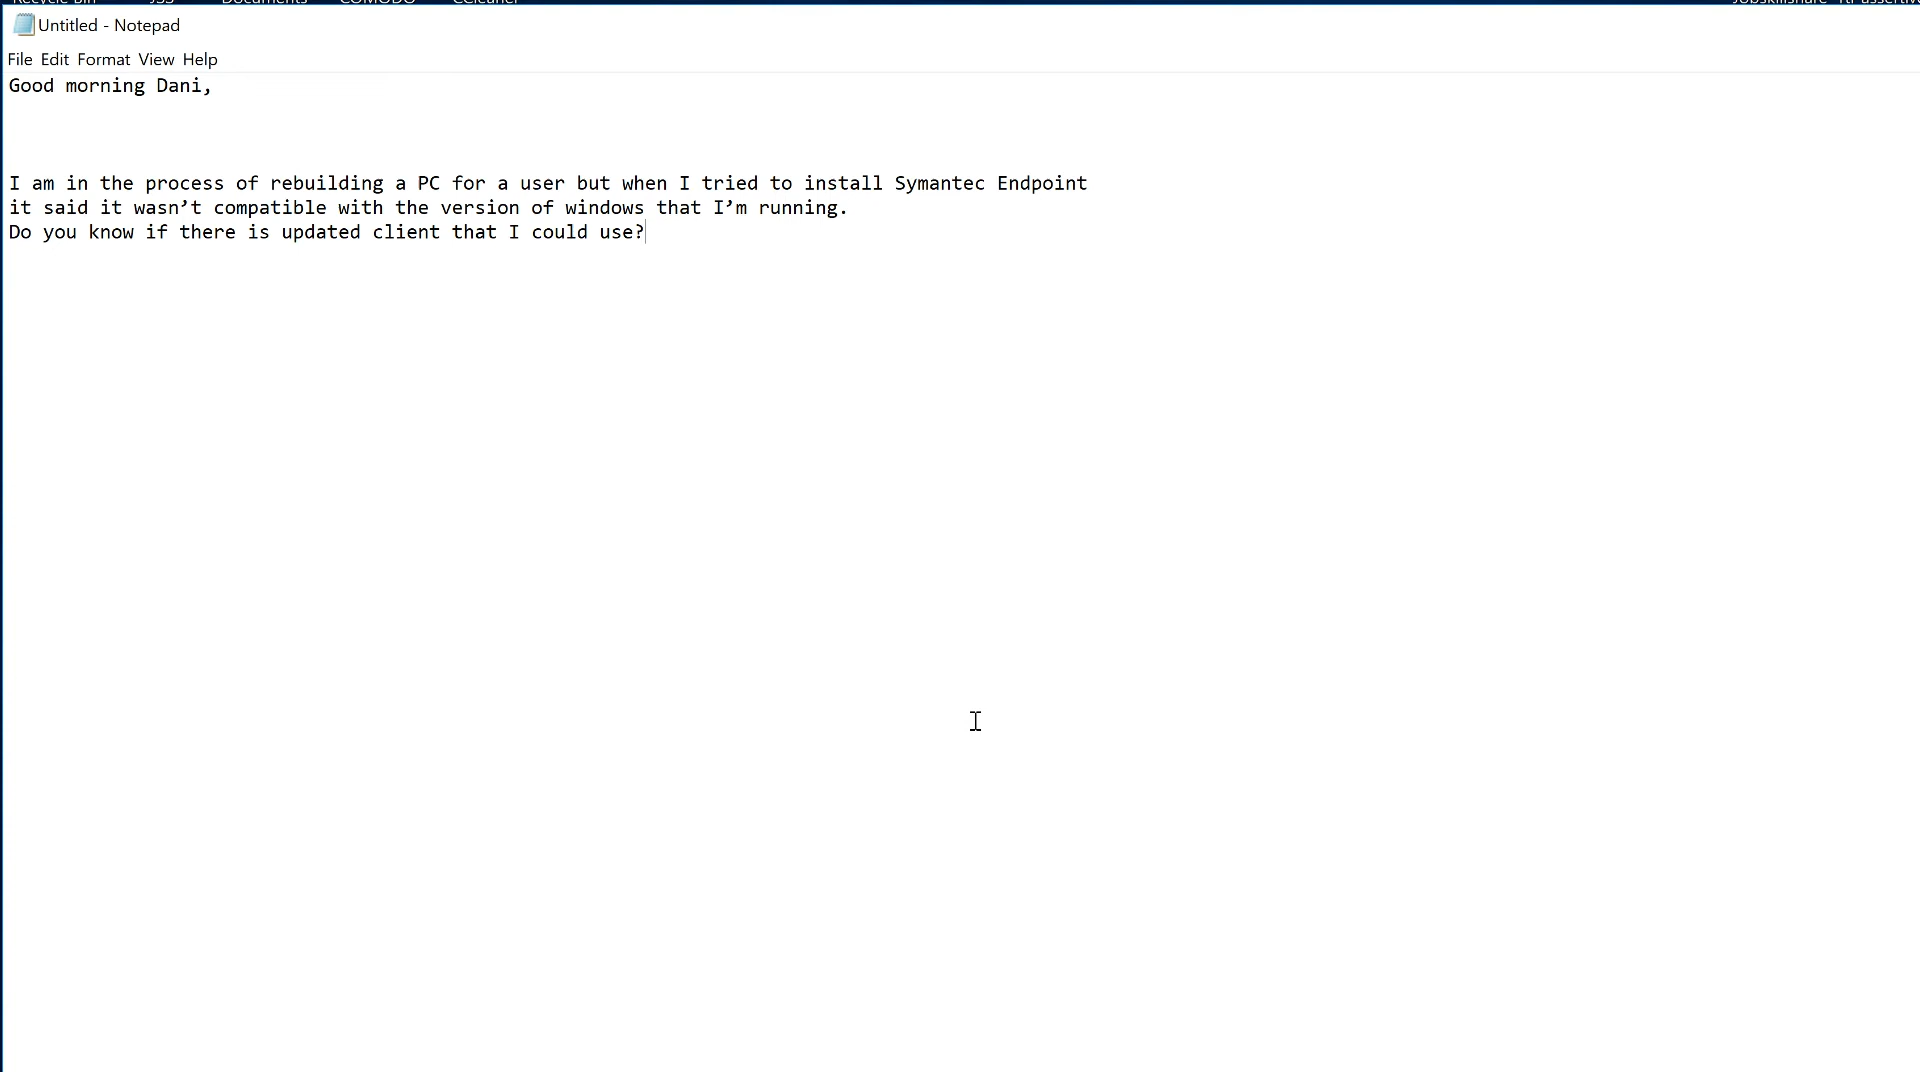 Untitled - Notepad
File Edit Format View Help
Good morning Dani,
I am in the process of rebuilding a PC for a user but when I tried to install Symantec Endpoint
it said it wasn’t compatible with the version of windows that I’m running.
Do you know if there is updated client that I could use?